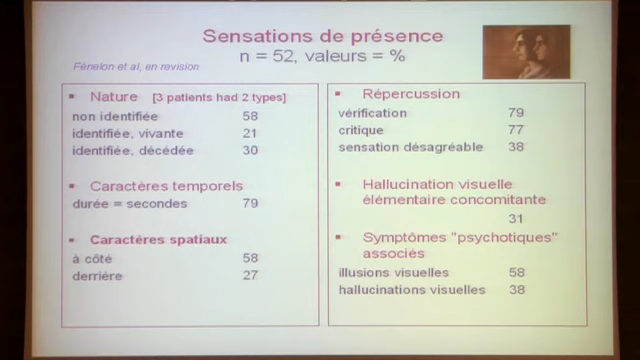 Sensations de présence
n = 52, valeurs = %
Fénelon et al, en revision
Nature [3 patients had 2 types]
non identifiée 58
identifiée, vivante 21
identifiée, décédée 30
Caractères temporels
durée = secondes 79
Caractères spatiaux
à côté 58
derrière 27
Répercussion
vérification 79
critique 77
sensation désagréable 38
Hallucination visuelle
élémentaire concomitante
31
Symptômes "psychotiques"
associés
illusions visuelles 58
hallucinations visuelles 38